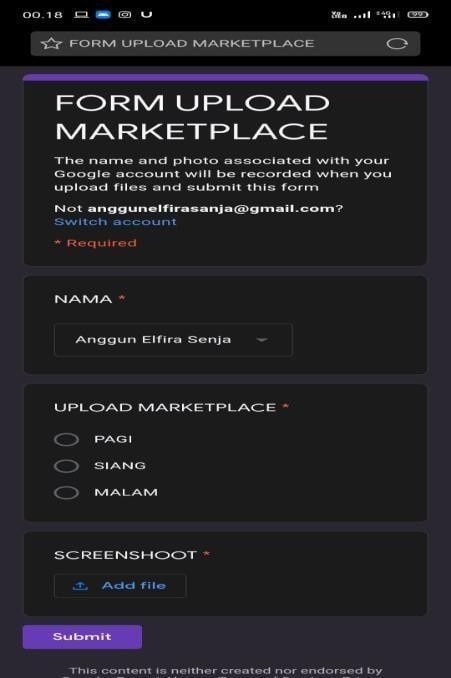 00.18
99
FORM UPLOAD MARKETPLACE
FORM UPLOAD
MARKETPLACE
The name and photo associated with your
Google account will be recorded when you
upload files and submit this form
Not anggunelfirasanja@gmail.com?
Switch account
* Required
NAMA *
Anggun Elfira Senja
UPLOAD MARKETPLACE *
PAGI
SIANG
MALAM
SCREENSHOOT *
Add file
Submit
This content is neither created nor endorsed by